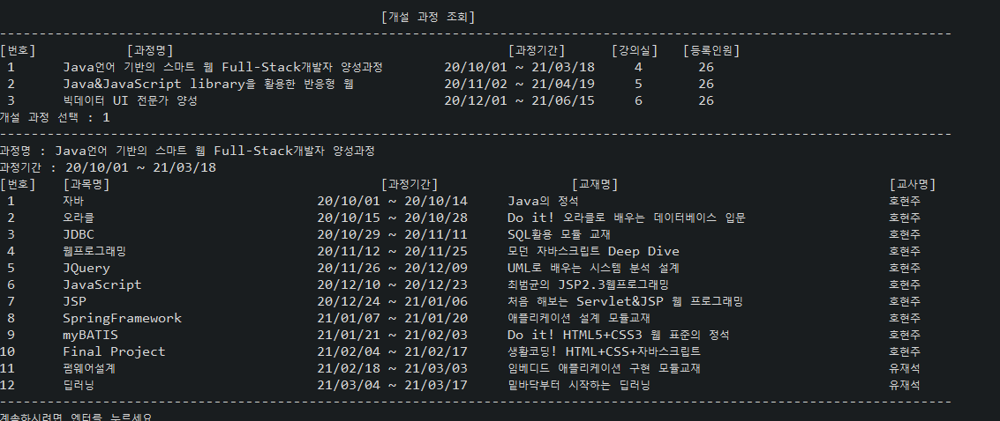 [개설 과정 조회]
------------------------------------------------------------------------------------------------------------------------
[번호] [과정명] [과정기간] [강의실] [등록인원]
1 Java언어 기반의 스마트 웹 Full-Stack개발자 양성과정 20/10/01 ~ 21/03/18 4 26
2 Java&JavaScript library을 활용한 반응형 웹 20/11/02 ~ 21/04/19 5 26
3 빅데이터 UI 전문가 양성 20/12/01 ~ 21/06/15 6 26
개설 과정 선택 : 1
------------------------------------------------------------------------------------------------------------------------
과정명 : Java언어 기반의 스마트 웹 Full-Stack개발자 양성과정
과정기간 : 20/10/01 ~ 21/03/18
[번호] [과목명] [과정기간] [교재명] [교사명]
1 자바 20/10/01 ~ 20/10/14 Java의 정석 호현주
2 오라클 20/10/15 ~ 20/10/28 Do it! 오라클로 배우는 데이터베이스 입문 호현주
3 JDBC 20/10/29 ~ 20/11/11 SQL활용 모듈 교재 호현주
4 웹프로그래밍 20/11/12 ~ 20/11/25 모던 자바스크립트 Deep Dive 호현주
5 JQuery 20/11/26 ~ 20/12/09 UML로 배우는 시스템 분석 설계 호현주
6 JavaScript 20/12/10 ~ 20/12/23 최범균의 JSP2.3웹프로그래밍 호현주
7 JSP 20/12/24 ~ 21/01/06 처음 해보는 Servlet&JSP 웹 프로그래밍 호현주
8 SpringFramework 21/01/07 ~ 21/01/20 애플리케이션 설계 모듈교재 호현주
9 myBATIS 21/01/21 ~ 21/02/03 Do it! HTML5+CSS3 웹 표준의 정석 호현주
10 Final Project 21/02/04 ~ 21/02/17 생활코딩! HTML+CSS+자바스크립트 호현주
11 펌웨어설계 21/02/18 ~ 21/03/03 임베디드 애플리케이션 구현 모듈교재 유재석
12 딥러닝 21/03/04 ~ 21/03/17 밑바닥부터 시작하는 딥러닝 유재석
------------------------------------------------------------------------------------------------------------------------
계속하시려면 엔터를 누르세요